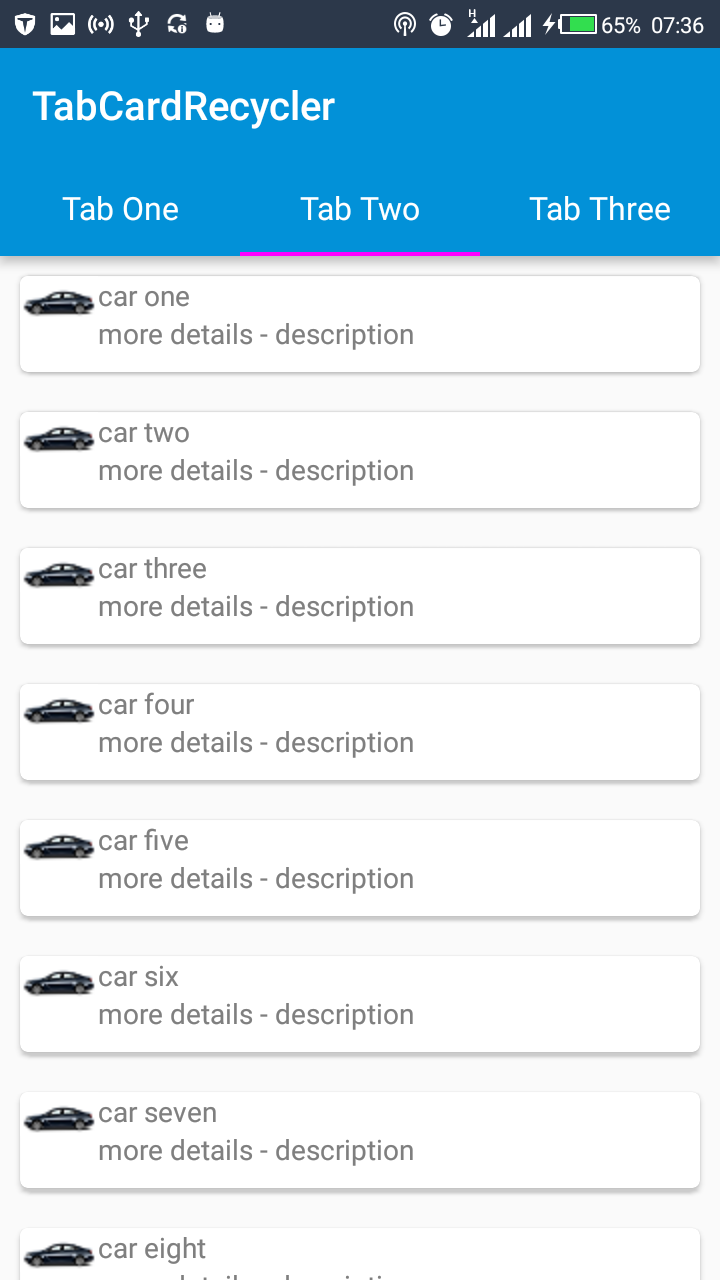 H 65% 07:36
TabCardRecycler
Tab One Tab Two Tab Three
car one
more details - description
car two
more details - description
car three
more details - description
car four
more details - description
car five
more details - description
car six
more details - description
car seven
more details - description
car eight